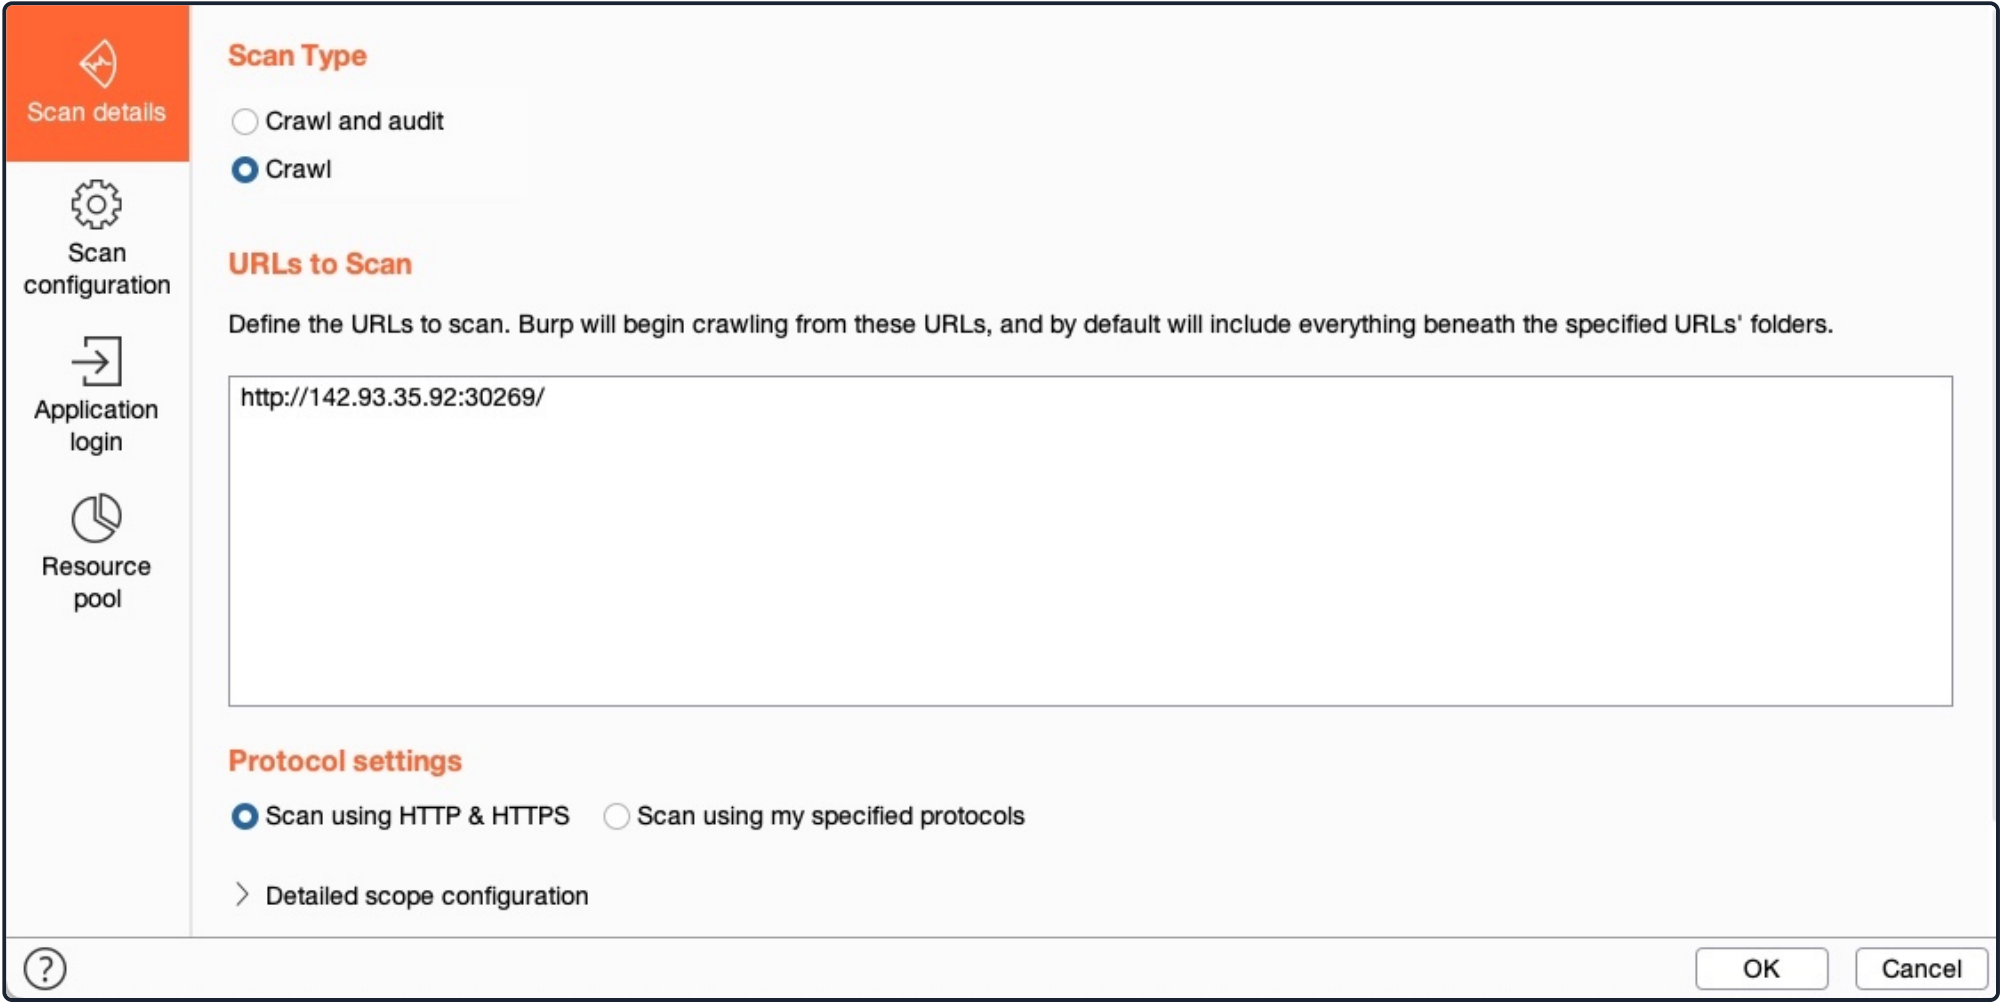 Scan details
Scan
configuration
Application
login
Resource
pool
Scan Type
Crawl and audit
Crawl
URLs to Scan
Define the URLs to scan. Burp will begin crawling from these URLs, and by default will include everything beneath the specified URLs' folders.
http://142.93.35.92:30269/
Protocol settings
Scan using HTTP & HTTPS Scan using my specified protocols
Detailed scope configuration
? OK Cancel